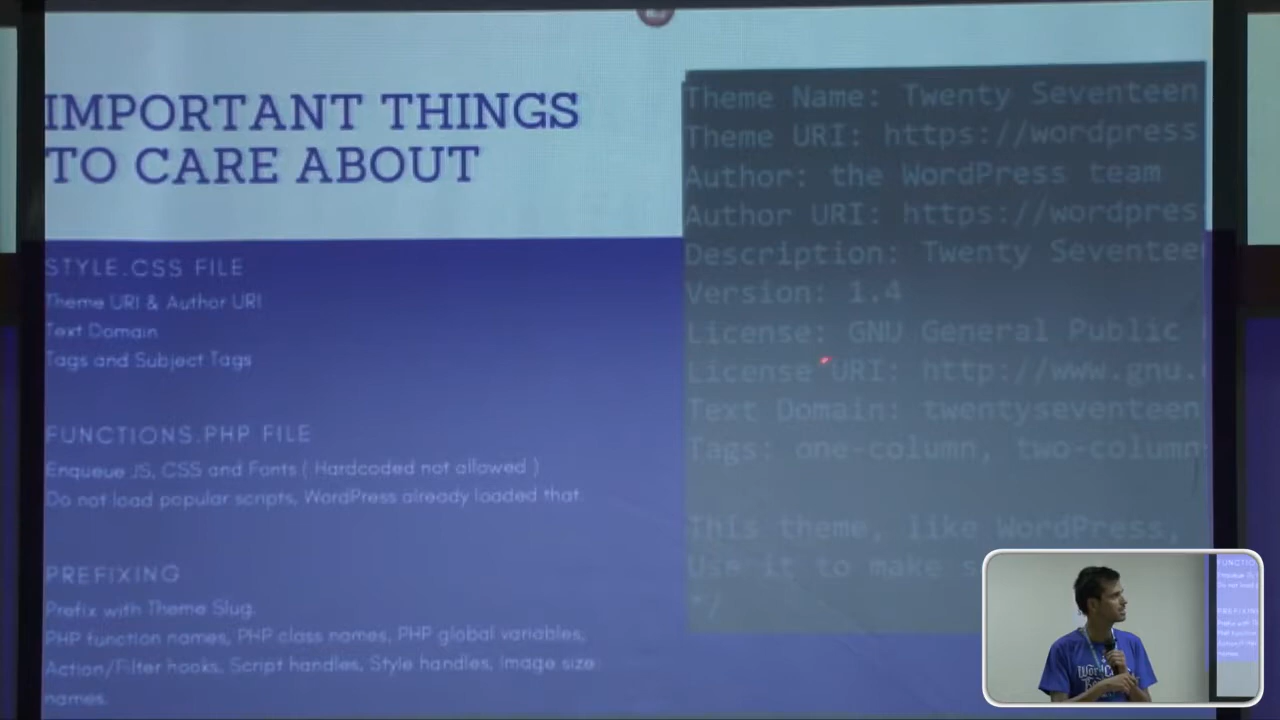 IMPORTANT THINGS
TO CARE ABOUT
STYLE.CSS FILE
Theme URI & Author URI
Text Domain
Tags and Subject Tags
FUNCTIONS.PHP FILE
Enqueue JS, CSS and Fonts ( Hardcoded not allowed )
Do not load popular scripts, WordPress already loaded that.
PREFIXING
Prefix with Theme Slug.
PHP function names, PHP class names, PHP global variables,
Action/Filter hooks, Script handles, Style handles, Image size
names.
Theme Name: Twenty Seventeen
Theme URI: https://wordpress
Author: the WordPress team
Author URI: https://wordpres
Description: Twenty Seventee
Version: 1.4
License: GNU General Public
License URI: http://www.gnu.
Text Domain: twentyseventeen
Tags: one-column, two-column
This theme, like WordPress,
Use it to make s
*/